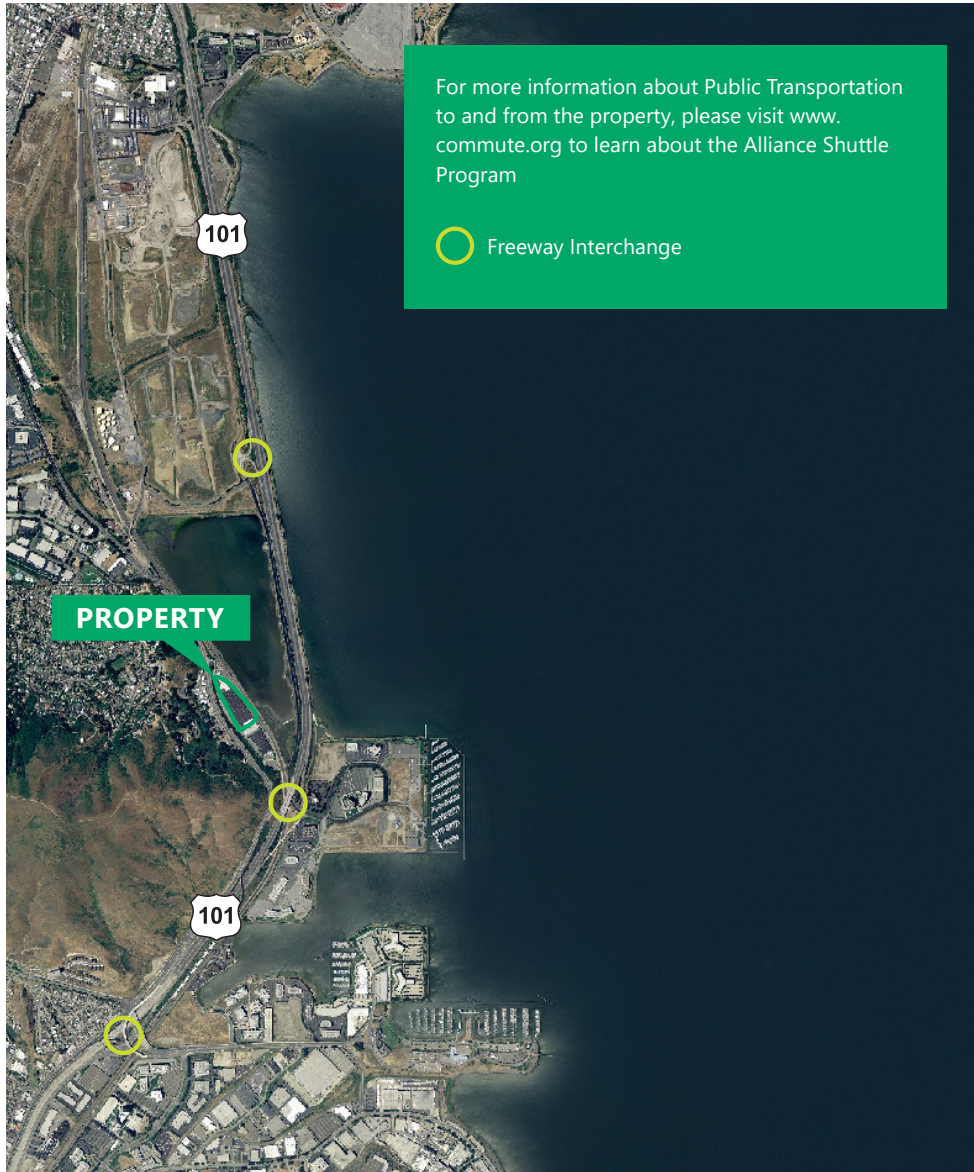 For more information about Public Transportation
to and from the property, please visit www.
commute.org to learn about the Alliance Shuttle
Program
Freeway Interchange
101
PROPERTY
101